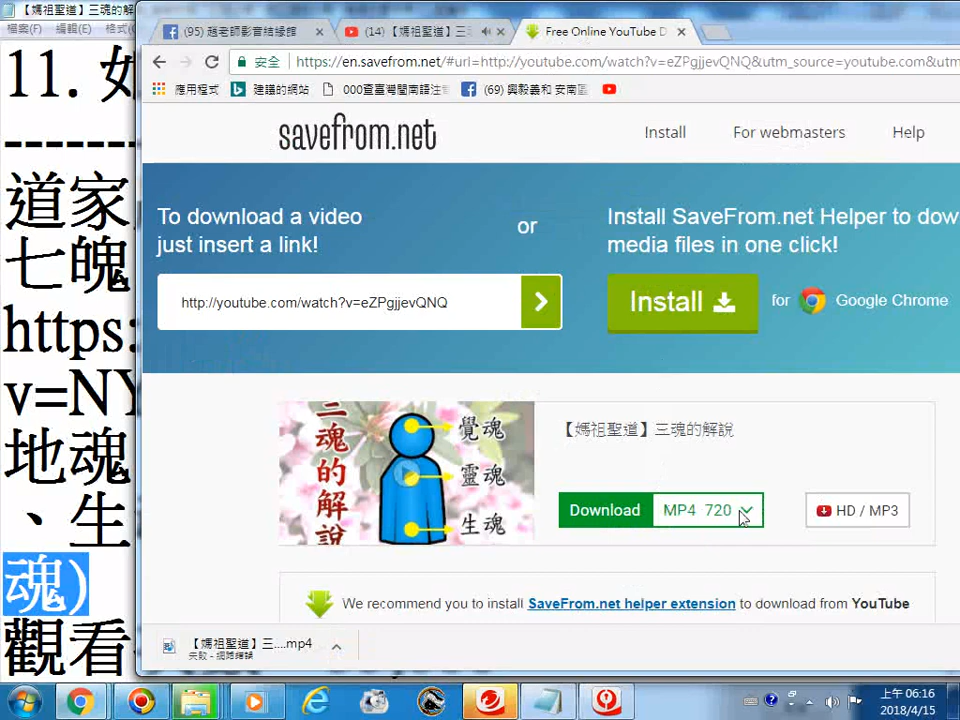 【媽祖聖道】三魂的解
檔案(F) 編輯(E) 格式(
11. 如
道家
七魄
https:
v=NY
地魂
、生
魂)
觀看
(95) 趙老師影音結緣館
(14)【媽祖聖道】三
Free Online YouTube D
安全
https://en.savefrom.net/#url=http://youtube.com/watch?v=eZPgjjevQNQ&utm_source=youtube.com&utm
應用程式
建議的網站
000查臺灣閩南語注
(69) 興毅義和 安南區
savefrom.net
Install
For webmasters
Help
To download a video
just insert a link!
or
Install SaveFrom.net Helper to dow
media files in one click!
http://youtube.com/watch?v=eZPgjjevQNQ
Install
for
Google Chrome
三魂的解說
覺魂
靈魂
生魂
【媽祖聖道】三魂的解說
Download
MP4 720
HD / MP3
We recommend you to install SaveFrom.net helper extension to download from YouTube
【媽祖聖道】三....mp4
失敗 - 網路錯誤
上午 06:16
2018/4/15